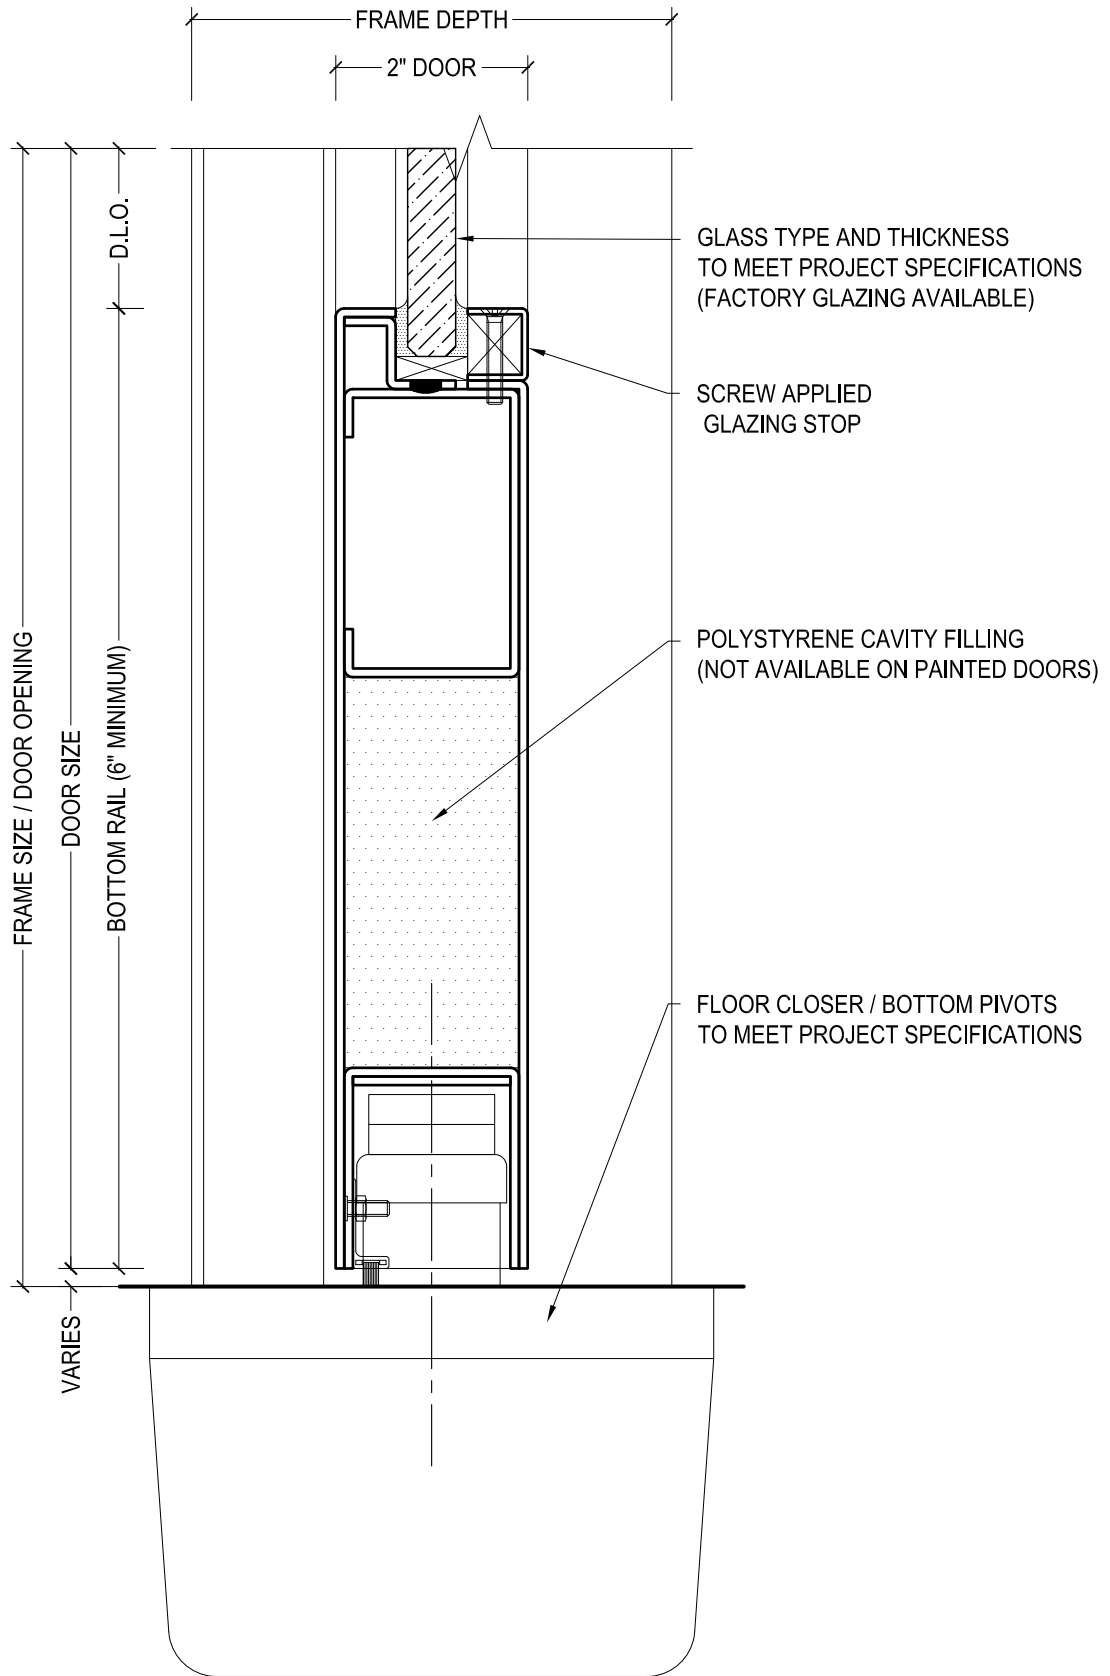 FRAME DEPTH
2" DOOR
D.L.O.
GLASS TYPE AND THICKNESS
TO MEET PROJECT SPECIFICATIONS
(FACTORY GLAZING AVAILABLE)
SCREW APPLIED
GLAZING STOP
FRAME SIZE / DOOR OPENING
DOOR SIZE
BOTTOM RAIL (6" MINIMUM)
POLYSTYRENE CAVITY FILLING
(NOT AVAILABLE ON PAINTED DOORS)
FLOOR CLOSER / BOTTOM PIVOTS
TO MEET PROJECT SPECIFICATIONS
VARIES